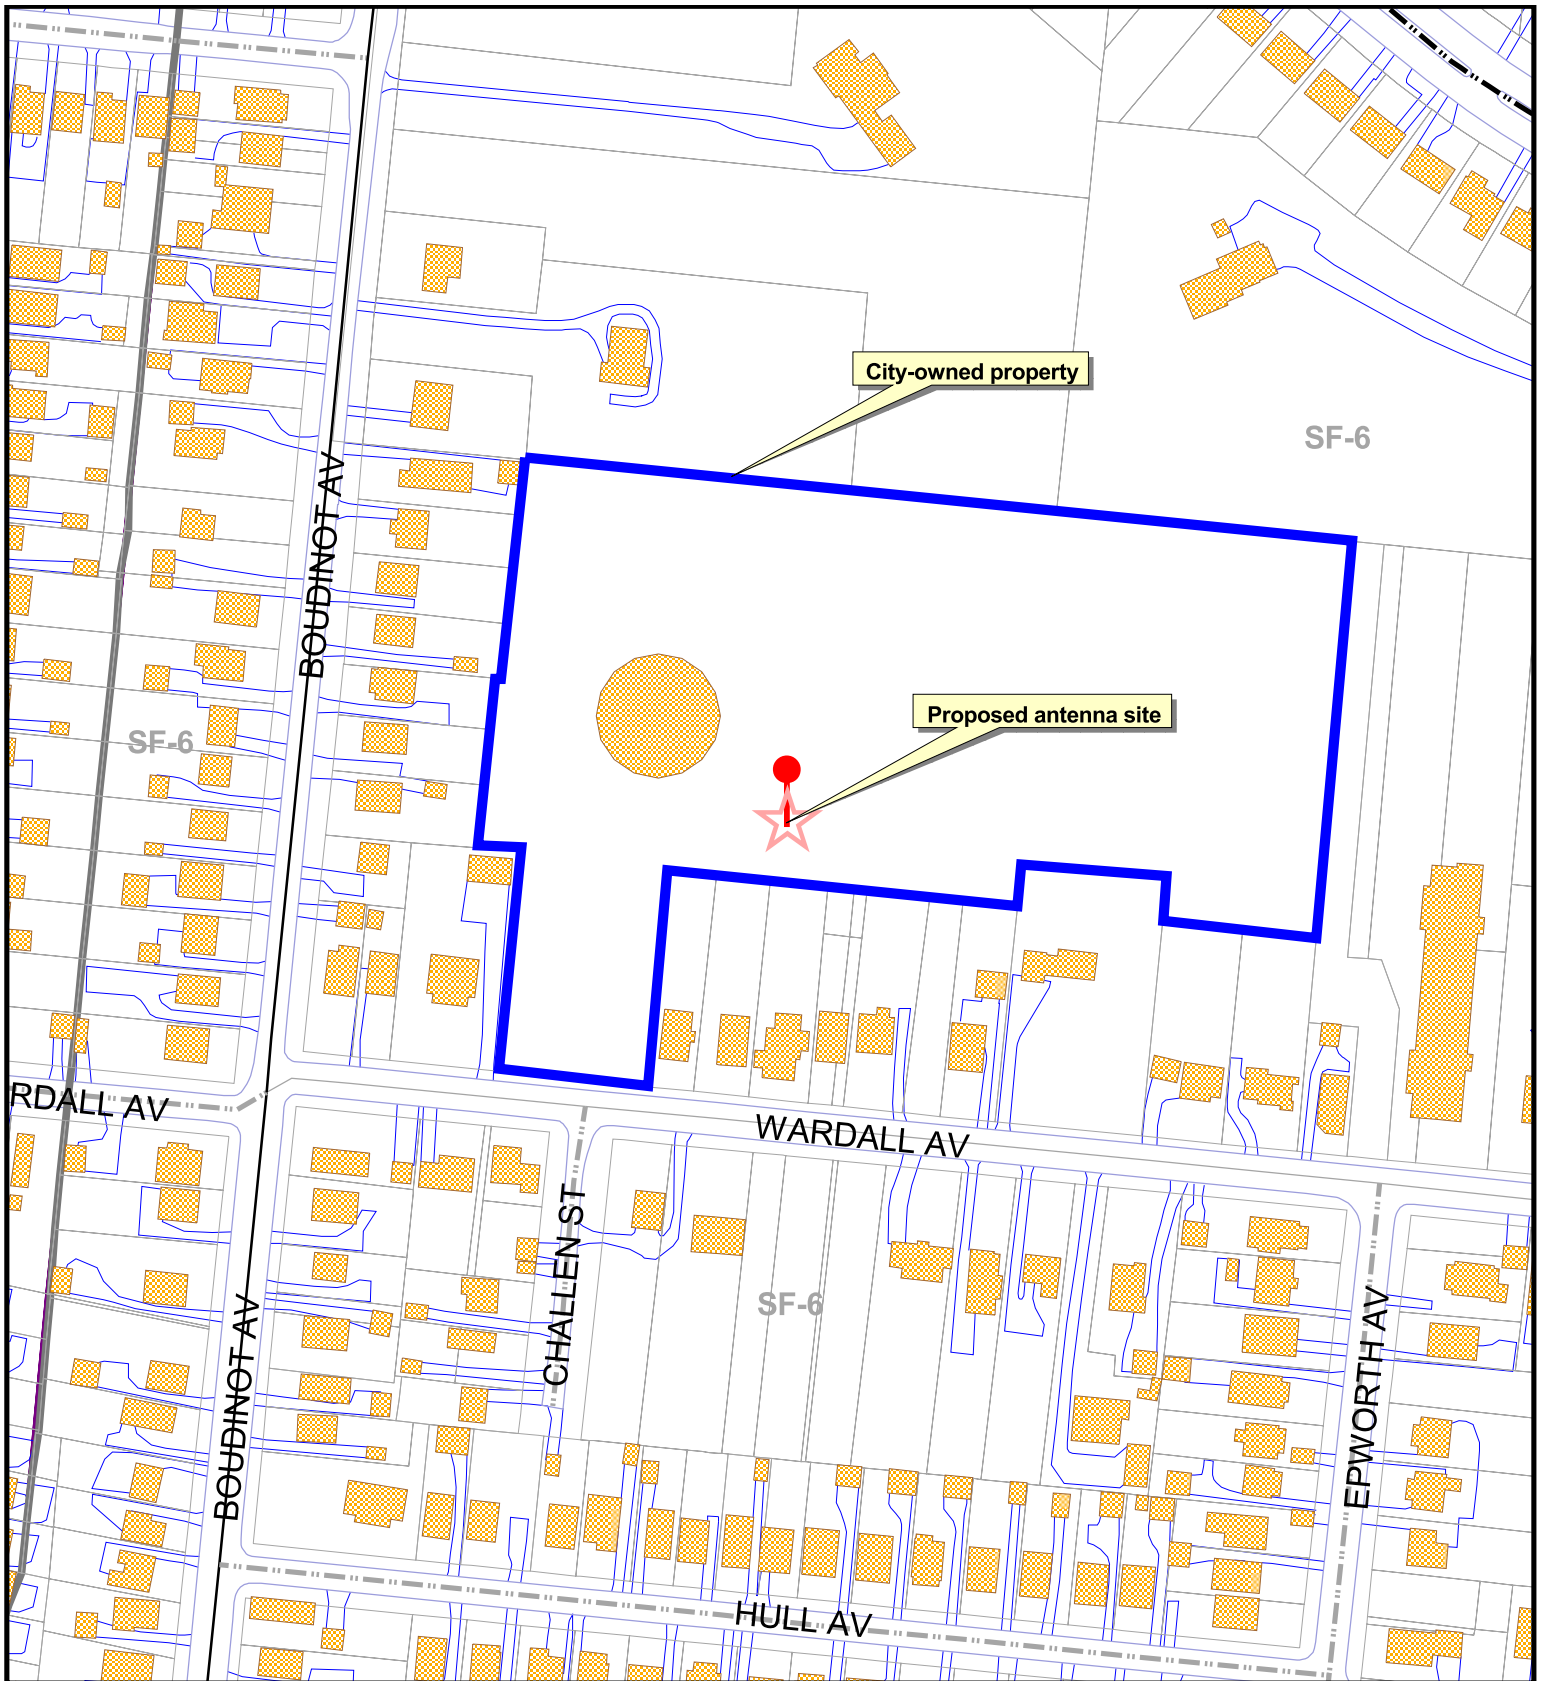 City-owned property
SF-6
BOUDINOT AV
Proposed antenna site
SF-6
RDALL AV
WARDALL AV
CHALLEN ST
SF-6
BOUDINOT AV
EPWORTH AV
HULL AV